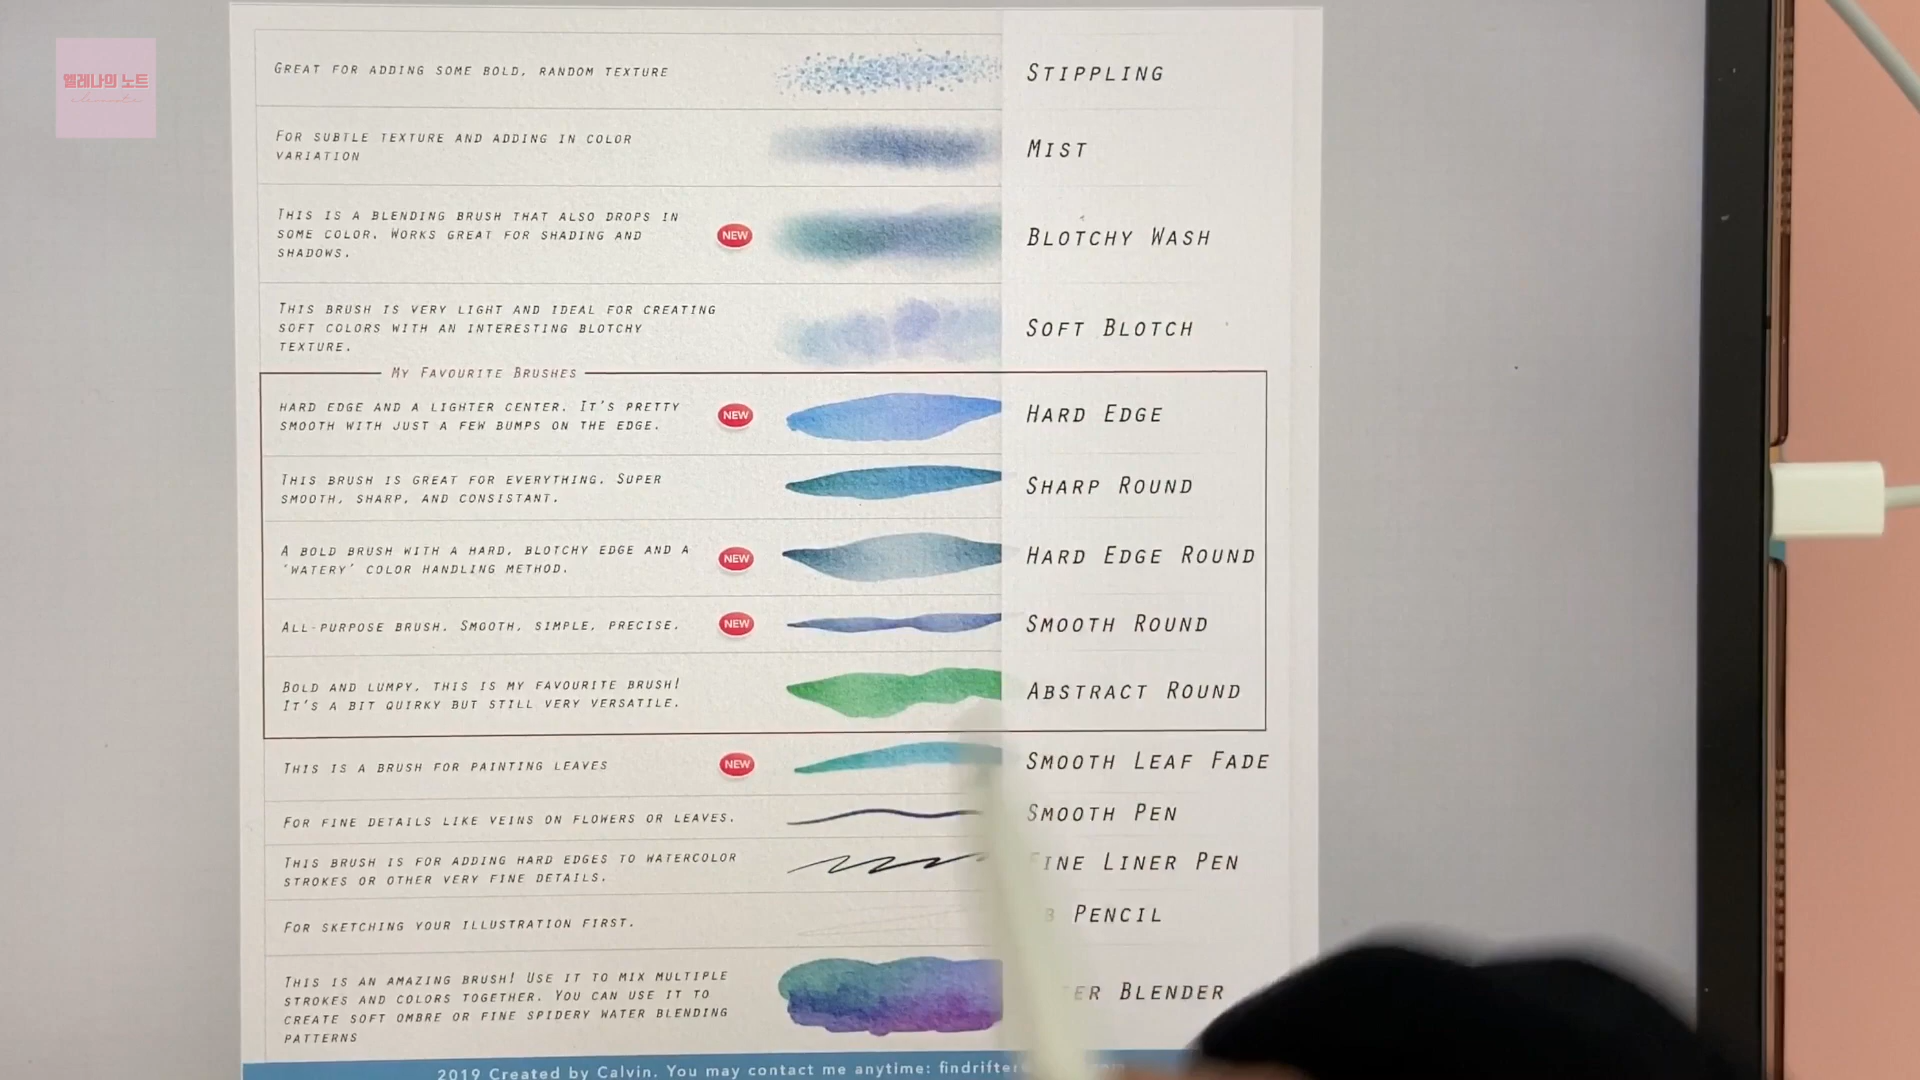 엘레나의 노트
GREAT FOR ADDING SOME BOLD, RANDOM TEXTURE
STIPPLING
FOR SUBTLE TEXTURE AND ADDING IN COLOR
VARIATION
MIST
THIS IS A BLENDING BRUSH THAT ALSO DROPS IN
SOME COLOR. WORKS GREAT FOR SHADING AND
SHADOWS.
NEW
BLOTCHY WASH
THIS BRUSH IS VERY LIGHT AND IDEAL FOR CREATING
SOFT COLORS WITH AN INTERESTING BLOTCHY
TEXTURE.
SOFT BLOTCH
MY FAVOURITE BRUSHES
HARD EDGE AND A LIGHTER CENTER. IT'S PRETTY
SMOOTH WITH JUST A FEW BUMPS ON THE EDGE.
NEW
HARD EDGE
THIS BRUSH IS GREAT FOR EVERYTHING. SUPER
SMOOTH, SHARP, AND CONSISTANT.
SHARP ROUND
A BOLD BRUSH WITH A HARD, BLOTCHY EDGE AND A
'WATERY' COLOR HANDLING METHOD.
NEW
HARD EDGE ROUND
ALL-PURPOSE BRUSH. SMOOTH, SIMPLE, PRECISE.
NEW
SMOOTH ROUND
BOLD AND LUMPY, THIS IS MY FAVOURITE BRUSH!
IT'S A BIT QUIRKY BUT STILL VERY VERSATILE.
ABSTRACT ROUND
THIS IS A BRUSH FOR PAINTING LEAVES
NEW
SMOOTH LEAF FADE
FOR FINE DETAILS LIKE VEINS ON FLOWERS OR LEAVES.
SMOOTH PEN
THIS BRUSH IS FOR ADDING HARD EDGES TO WATERCOLOR
STROKES OR OTHER VERY FINE DETAILS.
FINE LINER PEN
FOR SKETCHING YOUR ILLUSTRATION FIRST.
PENCIL
THIS IS AN AMAZING BRUSH! USE IT TO MIX MULTIPLE
STROKES AND COLORS TOGETHER. YOU CAN USE IT TO
CREATE SOFT OMBRE OR FINE SPIDERY WATER BLENDING
PATTERNS
BLENDER
2019 Created by Calvin. You may contact me anytime: